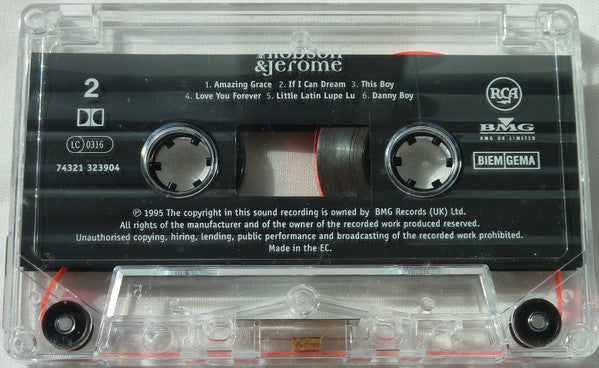 Robson
&Jerome
2
1. Amazing Grace 2. If I Can Dream 3. This Boy
4. Love You Forever 5. Little Latin Lupe Lu 6. Danny Boy
RCA
LC 0316
BMG
BMG UK LIMITED
74321 323904
BIEM GEMA
℗ 1995 The copyright in this sound recording is owned by BMG Records (UK) Ltd.
All rights of the manufacturer and of the owner of the recorded work produced reserved.
Unauthorised copying, hiring, lending, public performance and broadcasting of the recorded work prohibited.
Made in the EC.